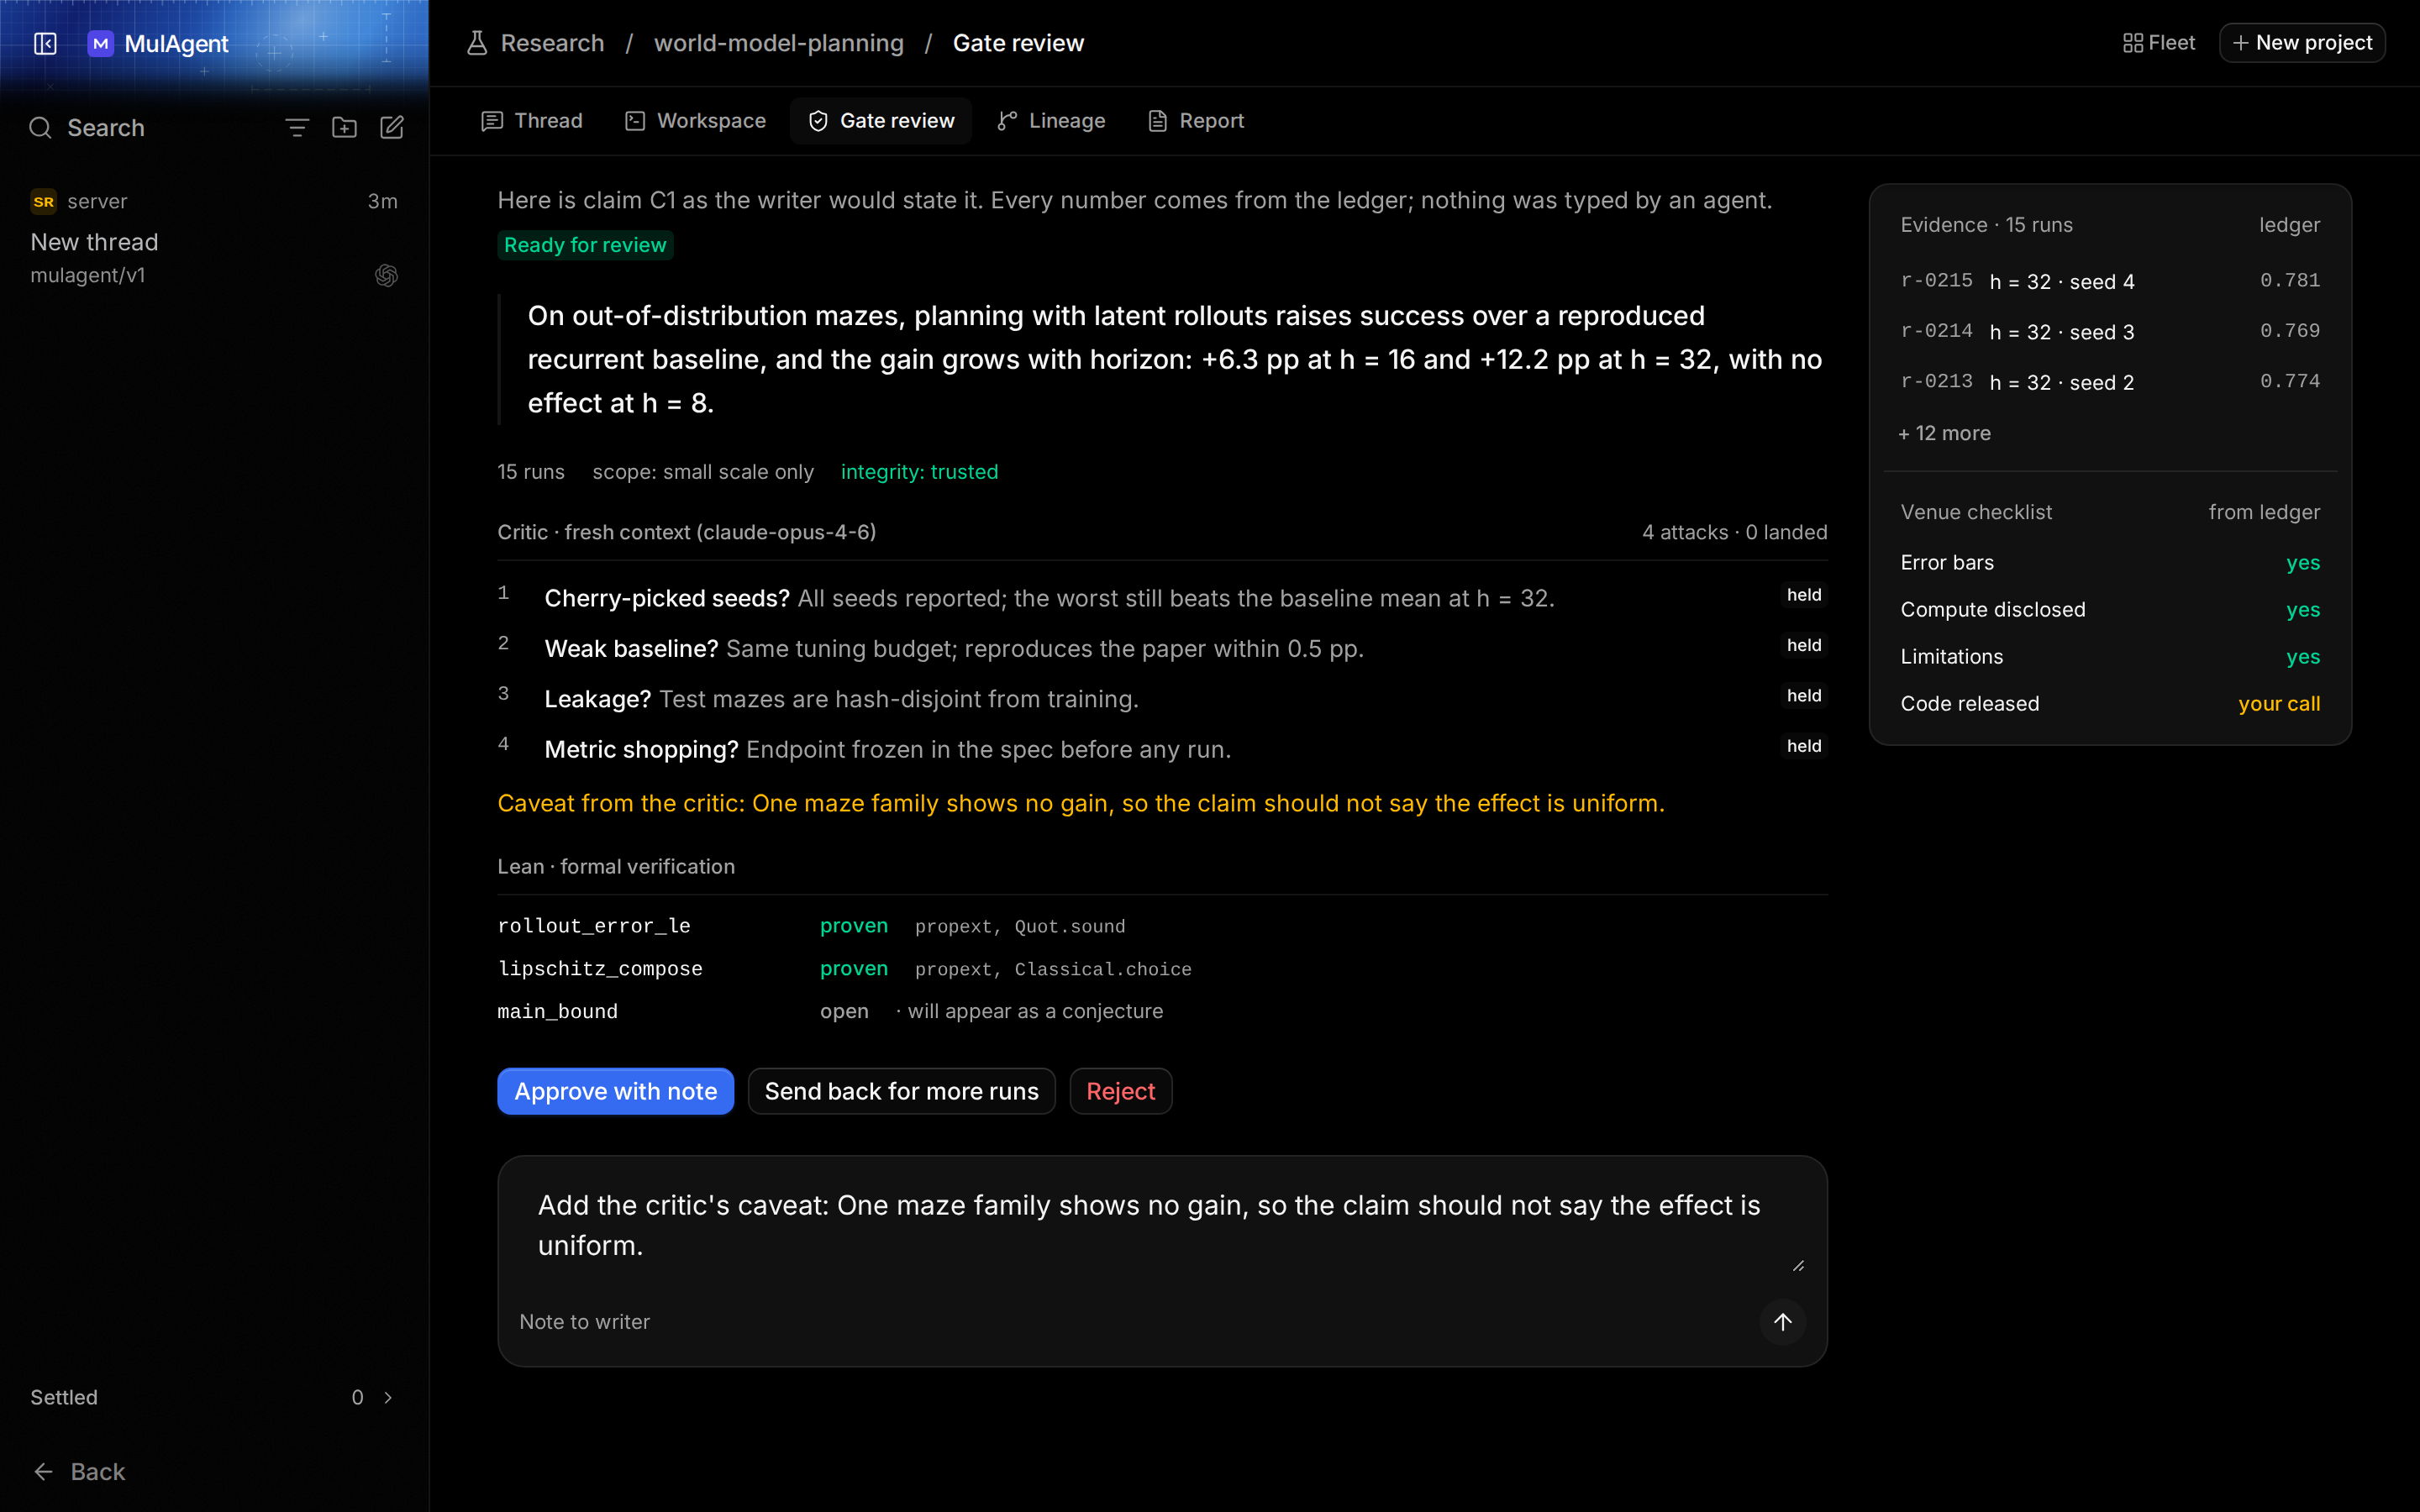 MulAgent
Search
SR server 3m
New thread
mulagent/v1
Settled 0
Back
Research / world-model-planning / Gate review
Fleet
New project
Thread
Workspace
Gate review
Lineage
Report
Here is claim C1 as the writer would state it. Every number comes from the ledger; nothing was typed by an agent.
Ready for review
On out-of-distribution mazes, planning with latent rollouts raises success over a reproduced
recurrent baseline, and the gain grows with horizon: +6.3 pp at h = 16 and +12.2 pp at h = 32, with no
effect at h = 8.
15 runs scope: small scale only integrity: trusted
Critic · fresh context (claude-opus-4-6) 4 attacks · 0 landed
1 Cherry-picked seeds? All seeds reported; the worst still beats the baseline mean at h = 32. held
2 Weak baseline? Same tuning budget; reproduces the paper within 0.5 pp. held
3 Leakage? Test mazes are hash-disjoint from training. held
4 Metric shopping? Endpoint frozen in the spec before any run. held
Caveat from the critic: One maze family shows no gain, so the claim should not say the effect is uniform.
Lean · formal verification
rollout_error_le proven propext, Quot.sound
lipschitz_compose proven propext, Classical.choice
main_bound open · will appear as a conjecture
Approve with note
Send back for more runs
Reject
Add the critic's caveat: One maze family shows no gain, so the claim should not say the effect is
uniform.
Note to writer
Evidence · 15 runs ledger
r-0215 h = 32 · seed 4 0.781
r-0214 h = 32 · seed 3 0.769
r-0213 h = 32 · seed 2 0.774
+ 12 more
Venue checklist from ledger
Error bars yes
Compute disclosed yes
Limitations yes
Code released your call